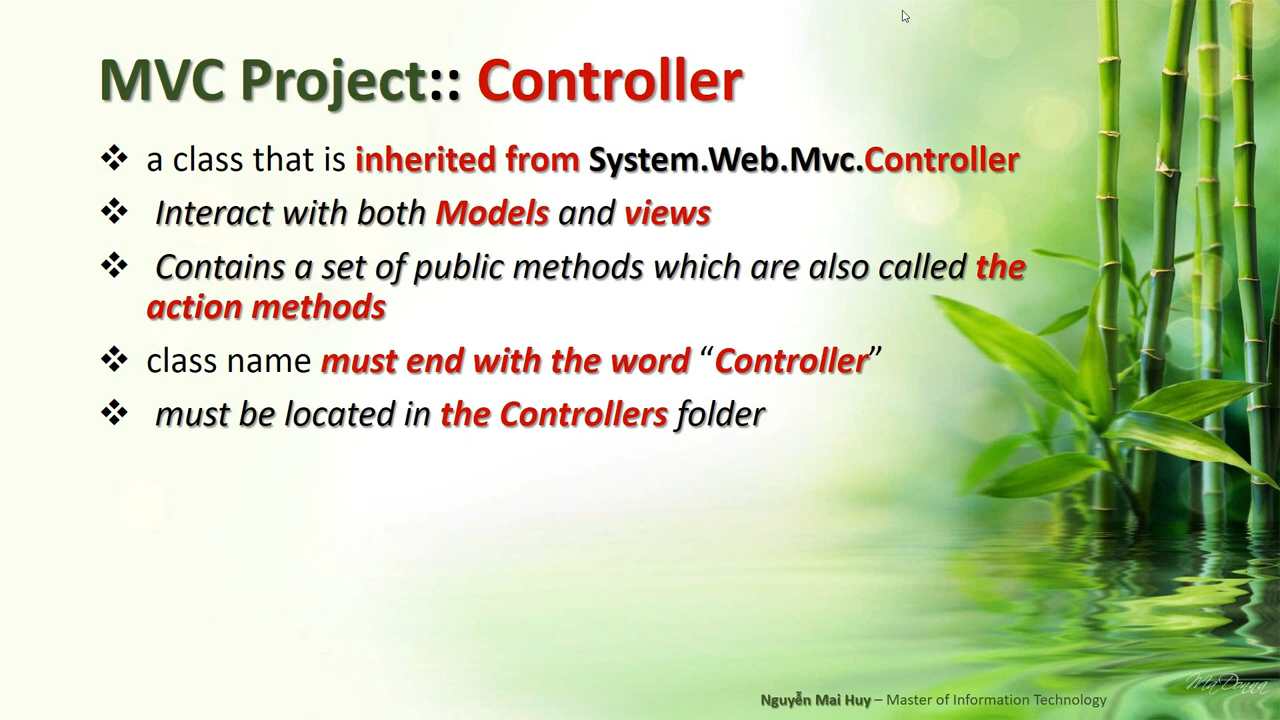 MVC Project:: Controller
❖ a class that is inherited from System.Web.Mvc.Controller
❖ Interact with both Models and views
❖ Contains a set of public methods which are also called the
action methods
❖ class name must end with the word “Controller”
❖ must be located in the Controllers folder
MaDonna
Nguyễn Mai Huy – Master of Information Technology